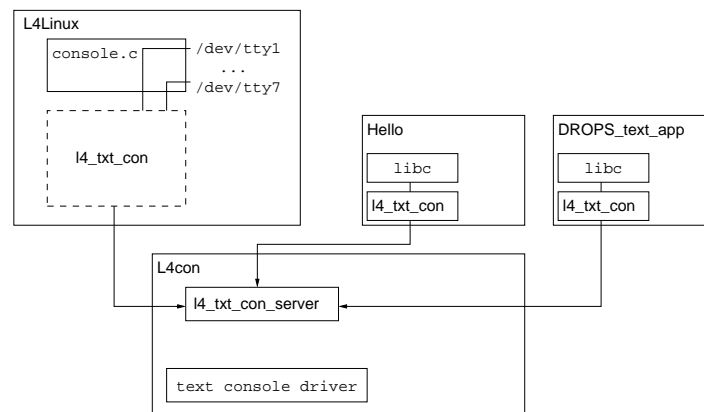 L4Linux
console.c
/dev/tty1
...
/dev/tty7
l4_txt_con
Hello
libc
l4_txt_con
DROPS_text_app
libc
l4_txt_con
L4con
l4_txt_con_server
text console driver